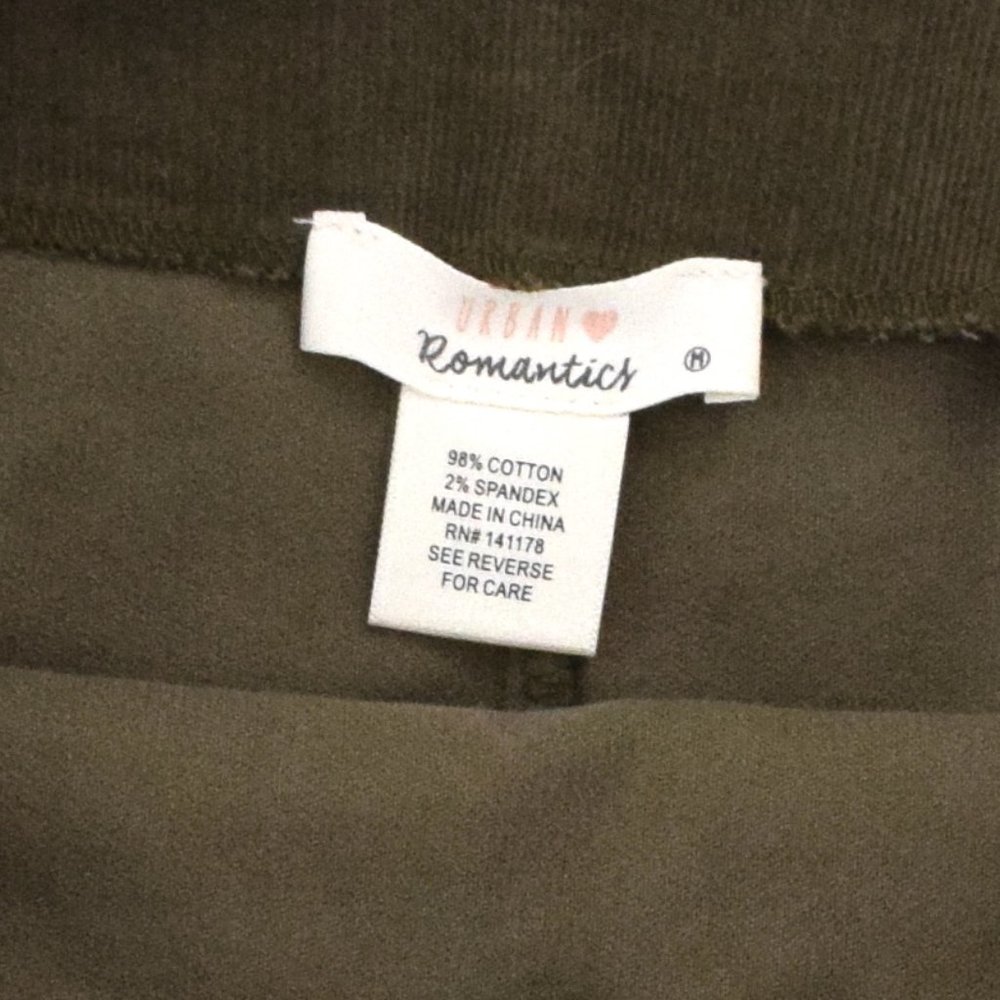 URBAN
Romantics
M
98% COTTON
2% SPANDEX
MADE IN CHINA
RN# 141178
SEE REVERSE
FOR CARE